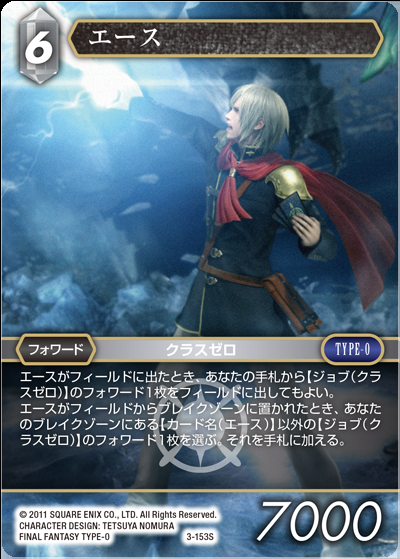 6
エース
フォワード
クラスゼロ
TYPE-0
エースがフィールドに出たとき、あなたの手札から【ジョブ(クラ
スゼロ)】のフォワード1枚をフィールドに出してもよい。
エースがフィールドからブレイクゾーンに置かれたとき、あなた
のブレイクゾーンにある【カード名(エース)】以外の【ジョブ(ク
ラスゼロ)】のフォワード1枚を選ぶ。それを手札に加える。
© 2011 SQUARE ENIX CO., LTD. All Rights Reserved.
CHARACTER DESIGN: TETSUYA NOMURA
FINAL FANTASY TYPE-0
3-153S
7000